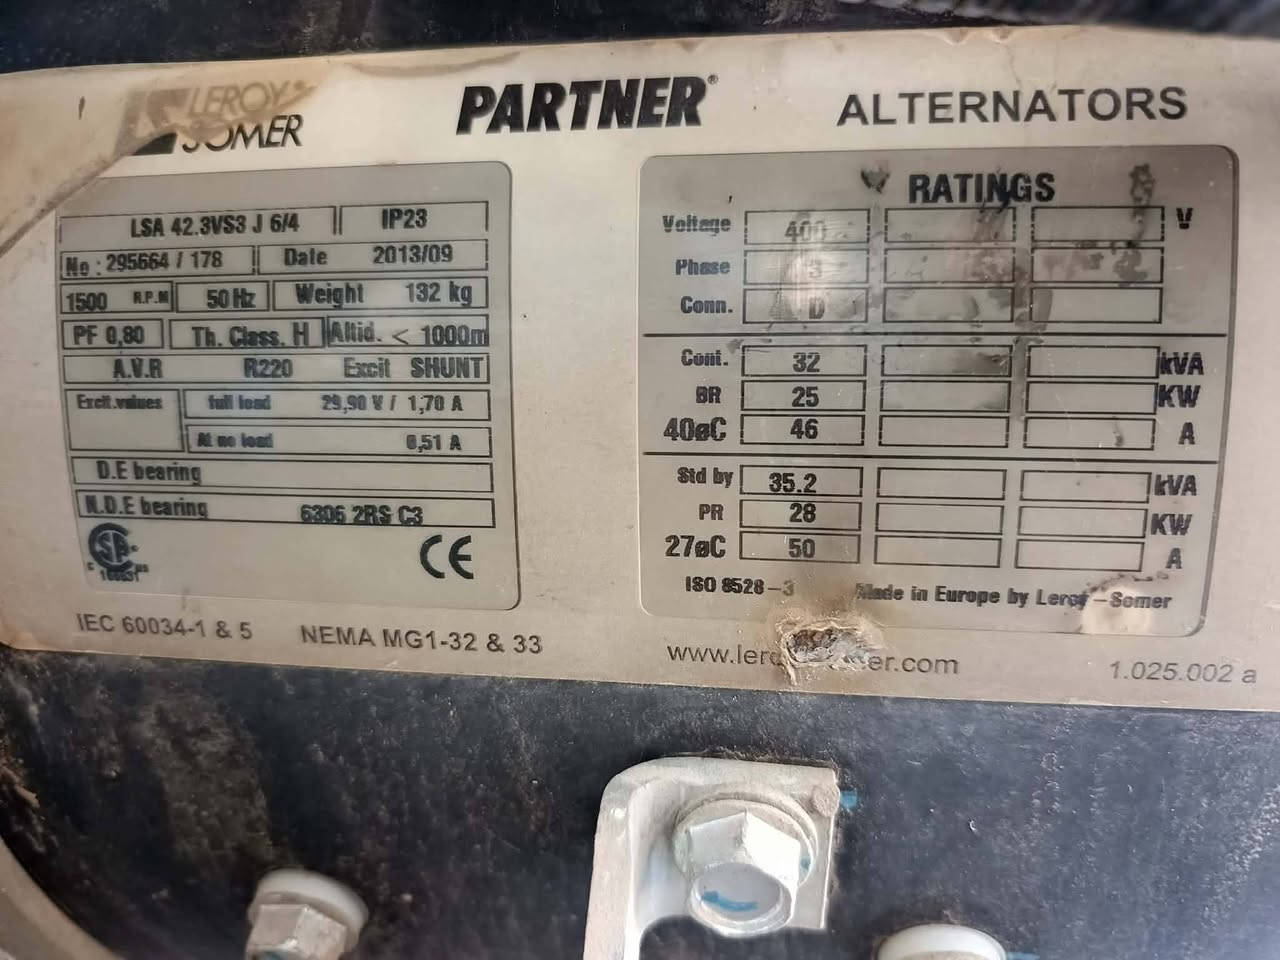 LEROY SOMER
PARTNER® ALTERNATORS
LSA 42.3VS3 J 6/4 IP23
No : 295664 / 178 Date 2013/09
1500 R.P.M 50 Hz Weight 132 kg
PF 0,80 Th. Class. H Altid. < 1000m
A.V.R R220 Excit SHUNT
Excit.values full load 29,90 V / 1,70 A
At no load 0,51 A
D.E bearing
N.D.E bearing 6306 2RS C3
C US
CE
IEC 60034-1 & 5 NEMA MG1-32 & 33
RATINGS
Voltage 400 V
Phase 3
Conn. D
Cont. 32 kVA
BR 25 KW
40øC 46 A
Std by 35.2 kVA
PR 28 KW
27øC 50 A
ISO 8528-3 Made in Europe by Leroy-Somer
1.025.002 a